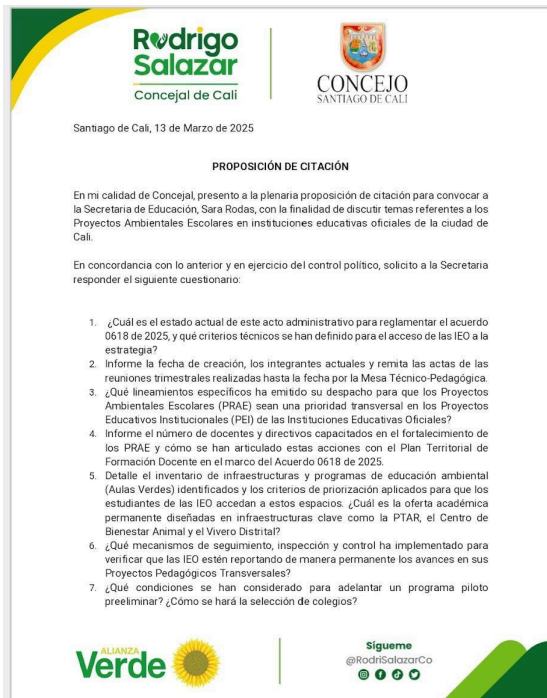 Rodrigo
Salazar
Concejal de Cali
CONCEJO
SANTIAGO DE CALI
Santiago de Cali, 13 de Marzo de 2025
PROPOSICIÓN DE CITACIÓN
En mi calidad de Concejal, presento a la plenaria proposición de citación para convocar a
la Secretaria de Educación, Sara Rodas, con la finalidad de discutir temas referentes a los
Proyectos Ambientales Escolares en instituciones educativas oficiales de la ciudad de
Cali.
En concordancia con lo anterior y en ejercicio del control político, solicito a la Secretaria
responder el siguiente cuestionario:
1. ¿Cuál es el estado actual de este acto administrativo para reglamentar el acuerdo
0618 de 2025, y qué criterios técnicos se han definido para el acceso de las IEO a la
estrategia?
2. Informe la fecha de creación, los integrantes actuales y remita las actas de las
reuniones trimestrales realizadas hasta la fecha por la Mesa Técnico-Pedagógica.
3. ¿Qué lineamientos específicos ha emitido su despacho para que los Proyectos
Ambientales Escolares (PRAE) sean una prioridad transversal en los Proyectos
Educativos Institucionales (PEI) de las Instituciones Educativas Oficiales?
4. Informe el número de docentes y directivos capacitados en el fortalecimiento de
los PRAE y cómo se han articulado estas acciones con el Plan Territorial de
Formación Docente en el marco del Acuerdo 0618 de 2025.
5. Detalle el inventario de infraestructuras y programas de educación ambiental
(Aulas Verdes) identificados y los criterios de priorización aplicados para que los
estudiantes de las IEO accedan a estos espacios. ¿Cuál es la oferta académica
permanente diseñadas en infraestructuras clave como la PTAR, el Centro de
Bienestar Animal y el Vivero Distrital?
6. ¿Qué mecanismos de seguimiento, inspección y control ha implementado para
verificar que las IEO estén reportando de manera permanente los avances en sus
Proyectos Pedagógicos Transversales?
7. ¿Qué condiciones se han considerado para adelantar un programa piloto
preeliminar? ¿Cómo se hará la selección de colegios?
ALIANZA
Verde
Sígueme
@RodriSalazarCo